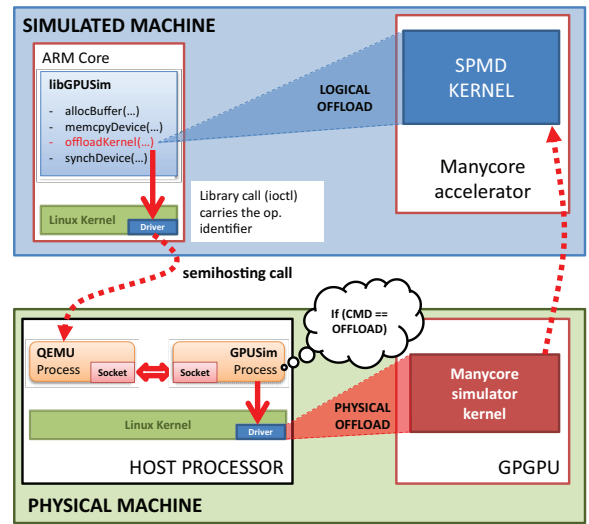 SIMULATED MACHINE
ARM Core
libGPUSim
- allocBuffer(…)
- memcpyDevice(…)
- offloadKernel(…)
- synchDevice(…)
Linux Kernel
Driver
LOGICAL
OFFLOAD
SPMD
KERNEL
Manycore
accelerator
Library call (ioctl)
carries the op.
identifier
semihosting call
If (CMD ==
OFFLOAD)
QEMU
Process
Socket
Socket
GPUSim
Process
Linux Kernel
Driver
HOST PROCESSOR
PHYSICAL
OFFLOAD
Manycore
simulator
kernel
GPGPU
PHYSICAL MACHINE